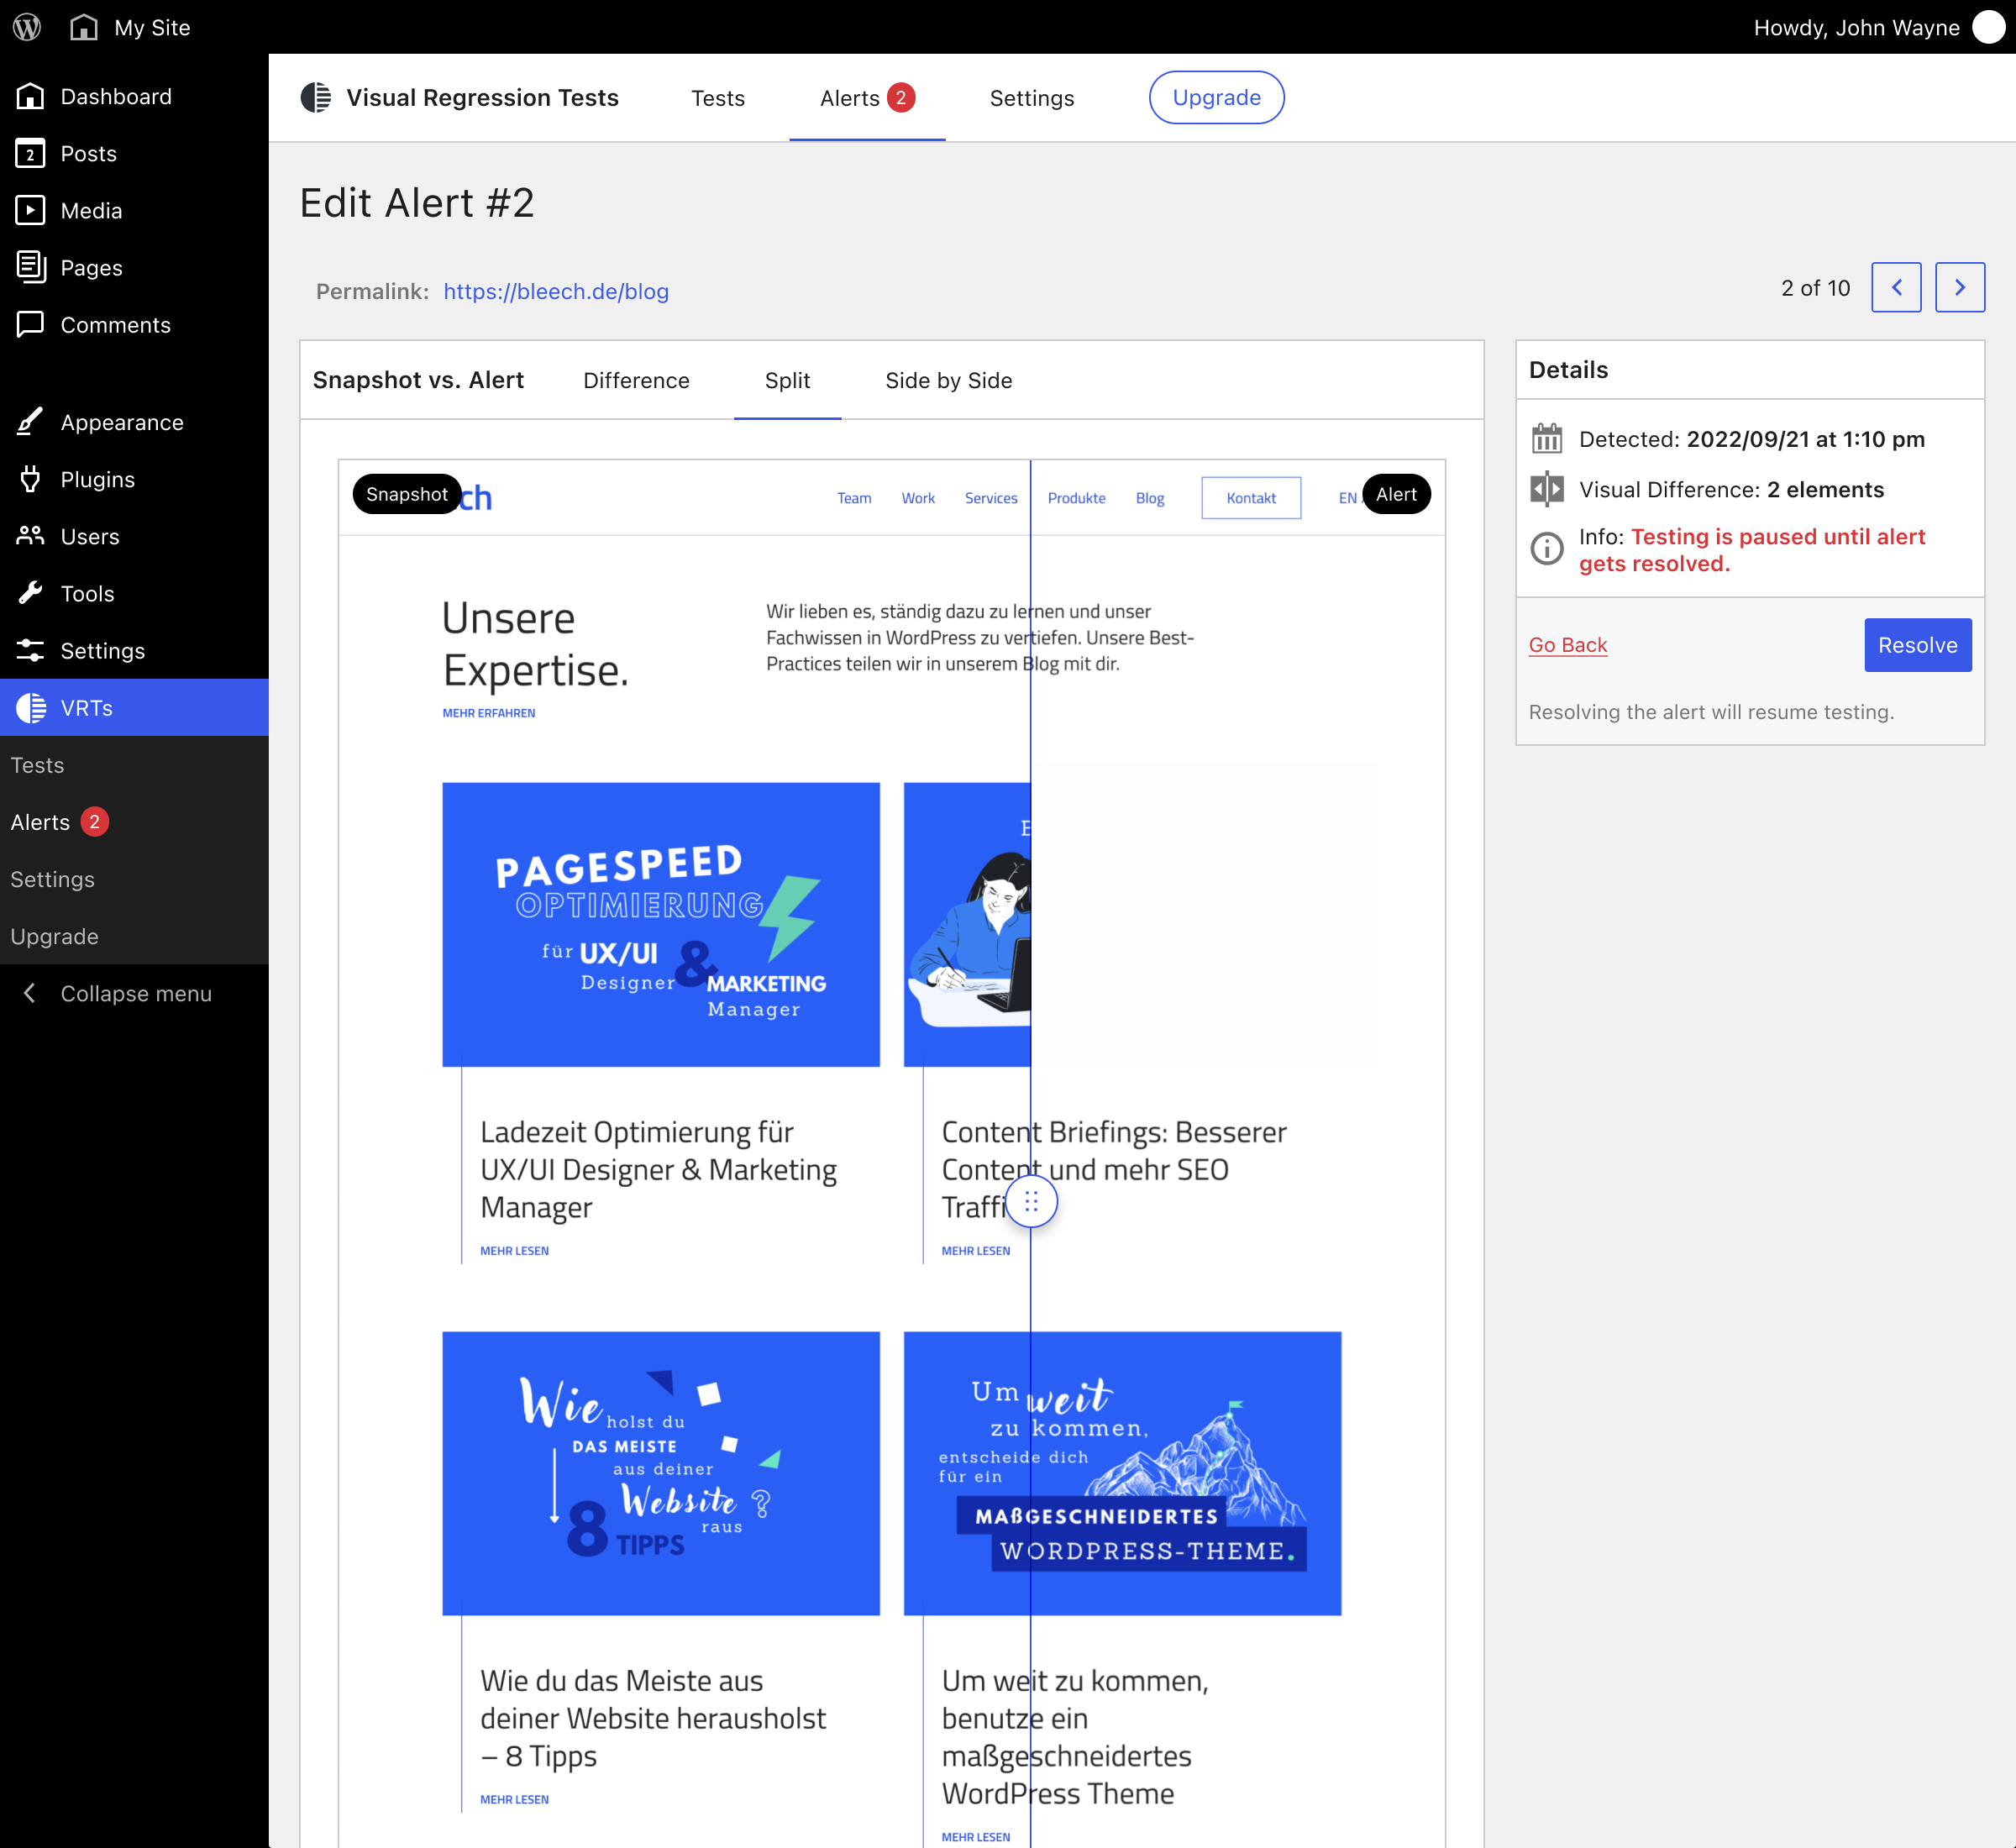 My Site
Howdy, John Wayne
Dashboard
2
Posts
Media
Pages
Comments
Appearance
Plugins
Users
Tools
Settings
VRTs
Tests
Alerts 2
Settings
Upgrade
Collapse menu
Visual Regression Tests
Tests
Alerts 2
Settings
Upgrade
Edit Alert #2
Permalink: https://bleech.de/blog
2 of 10
Snapshot vs. Alert
Difference
Split
Side by Side
Snapshot
ch
Team
Work
Services
Produkte
Blog
Kontakt
EN
Alert
Unsere
Expertise.
MEHR ERFAHREN
Wir lieben es, ständig dazu zu lernen und unser
Fachwissen in WordPress zu vertiefen. Unsere Best-
Practices teilen wir in unserem Blog mit dir.
PAGESPEED
OPTIMIERUNG
für UX/UI
Designer
&
MARKETING
Manager
Ladezeit Optimierung für
UX/UI Designer & Marketing
Manager
MEHR LESEN
Content Briefings: Besserer
Content und mehr SEO
Traffi
MEHR LESEN
Wie holst du
DAS MEISTE
aus deiner
Website ?
raus
8 TIPPS
Wie du das Meiste aus
deiner Website herausholst
– 8 Tipps
MEHR LESEN
Um weit
zu kommen,
entscheide dich
für ein
MAßGESCHNEIDERTES
WORDPRESS-THEME.
Um weit zu kommen,
benutze ein
maßgeschneidertes
WordPress Theme
MEHR LESEN
Details
Detected: 2022/09/21 at 1:10 pm
Visual Difference: 2 elements
Info: Testing is paused until alert
gets resolved.
Go Back
Resolve
Resolving the alert will resume testing.